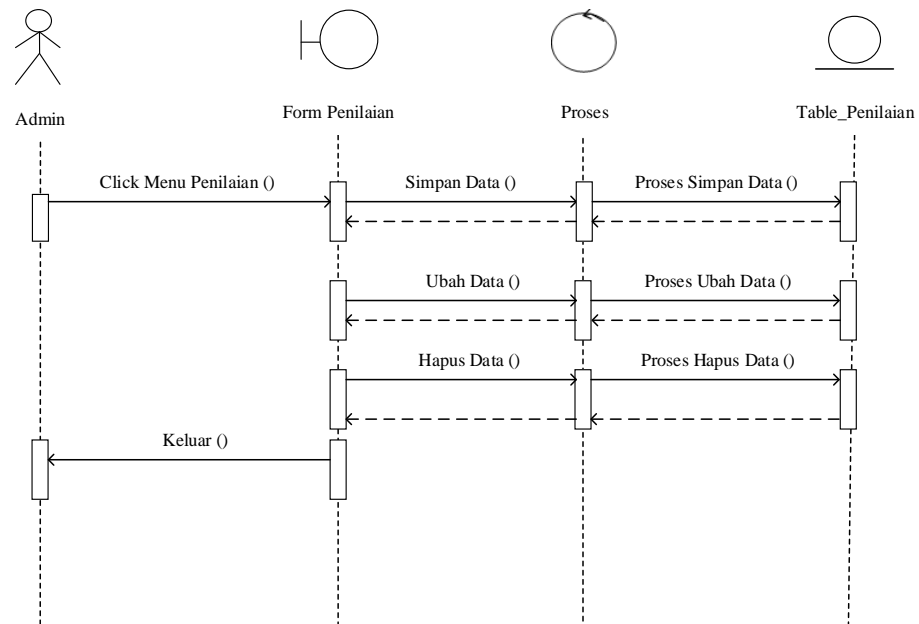 Admin
Form Penilaian
Proses
Table_Penilaian
Click Menu Penilaian ()
Simpan Data ()
Proses Simpan Data ()
Ubah Data ()
Proses Ubah Data ()
Hapus Data ()
Proses Hapus Data ()
Keluar ()